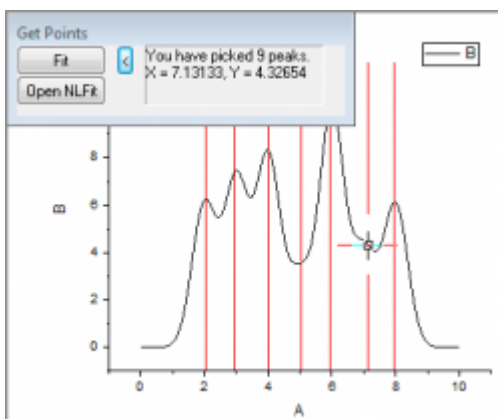 Get Points
Fit
<
You have picked 9 peaks.
X = 7.13133, Y = 4.32654
Open NLFit
B
8
6
4
2
0
B
0 2 4 6 8 10
A